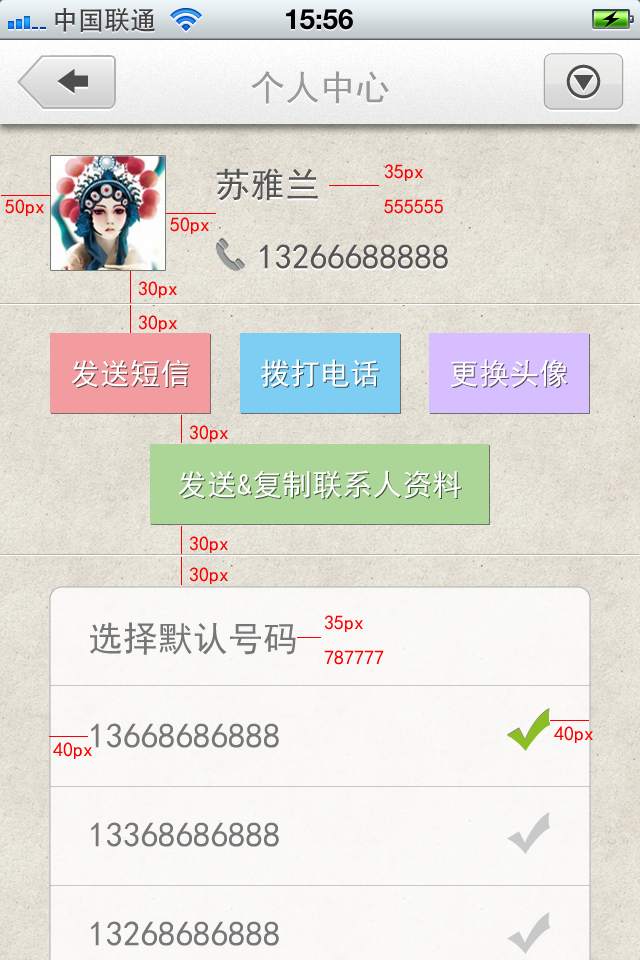 中国联通 15:56
个人中心
苏雅兰 35px
555555
50px
50px
13266688888
30px
30px
发送短信 拨打电话 更换头像
30px
发送&复制联系人资料
30px
30px
选择默认号码 35px
787777
13668686888
40px 40px
13368686888
13268686888